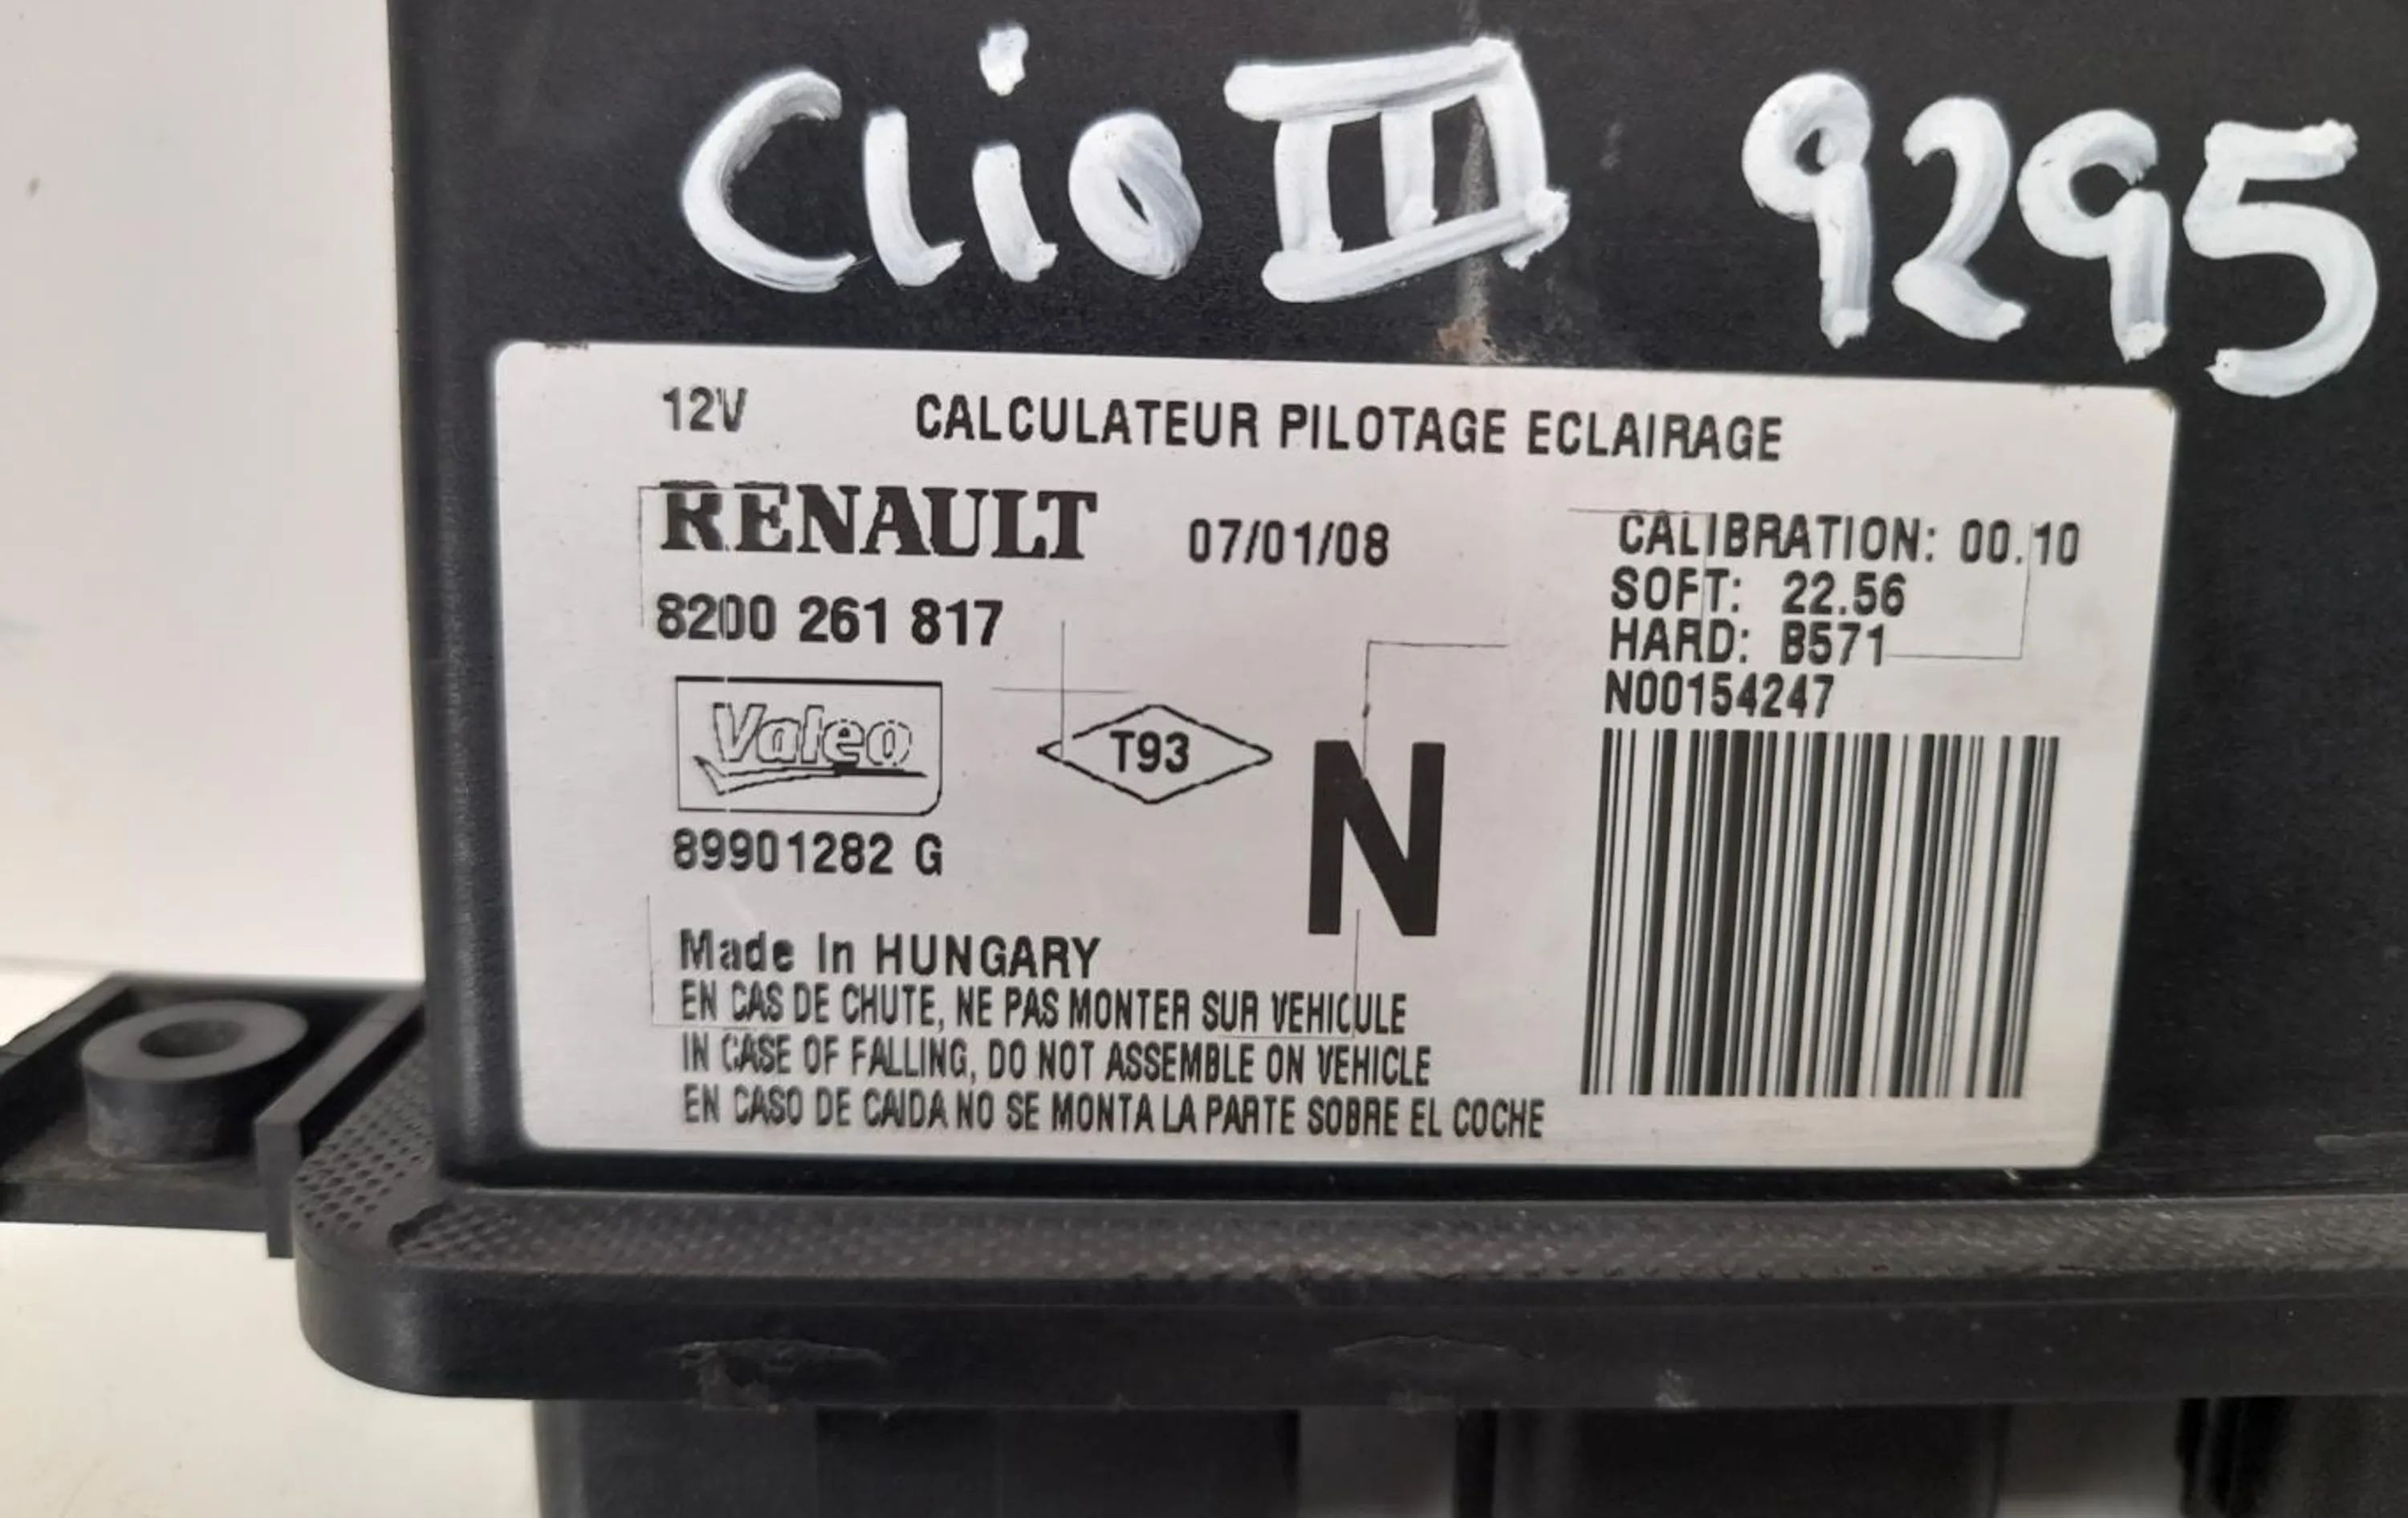 Clio III 9295
12V CALCULATEUR PILOTAGE ECLAIRAGE
RENAULT 07/01/08
8200 261 817
CALIBRATION: 00.10
SOFT: 22.56
HARD: B571
N00154247
Valeo
T93
N
89901282 G
Made In HUNGARY
EN CAS DE CHUTE, NE PAS MONTER SUR VEHICULE
IN CASE OF FALLING, DO NOT ASSEMBLE ON VEHICLE
EN CASO DE CAIDA NO SE MONTA LA PARTE SOBRE EL COCHE